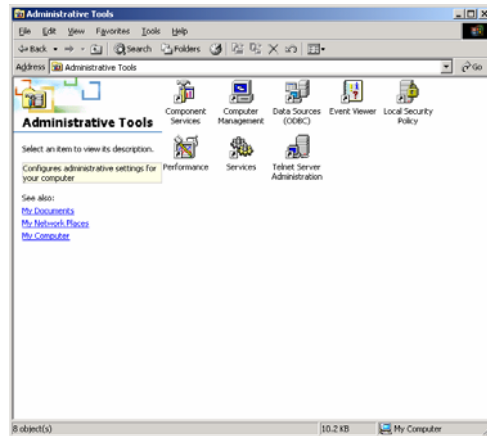 Administrative Tools
File Edit View Favorites Tools Help
Back Search Folders
Address Administrative Tools Go
Administrative Tools
Select an item to view its description.
Configures administrative settings for
your computer
See also:
My Documents
My Network Places
My Computer
Component
Services
Computer
Management
Data Sources
(ODBC)
Event Viewer
Local Security
Policy
Performance
Services
Telnet Server
Administration
8 object(s) 10.2 KB My Computer